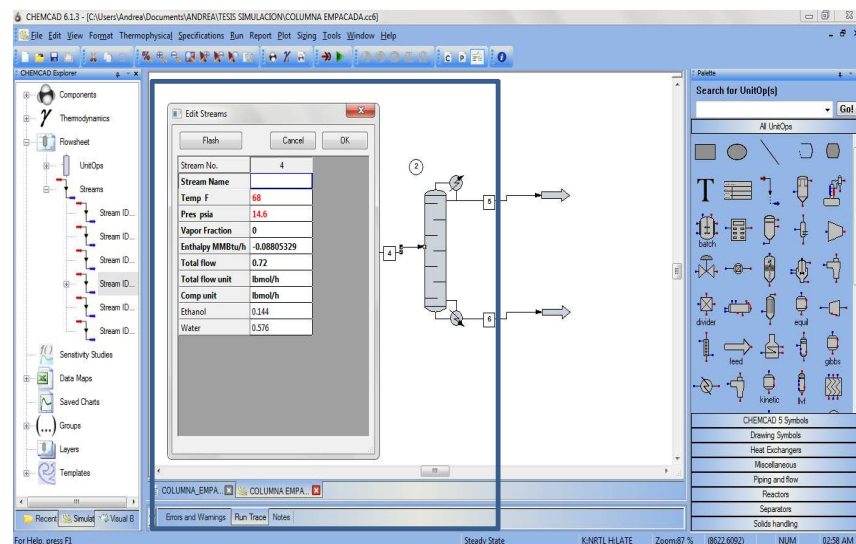 CHEMCAD 6.1.3 - [C:\Users\Andrea\Documents\ANDREA\TESIS SIMULACION\COLUMNA EMPACADA.cc6]
File Edit View Format Thermophysical Specifications Run Report Plot Sizing Tools Window Help
CHEMCAD Explorer
Components
Thermodynamics
Flowsheet
UnitOps
Streams
Stream ID...
Stream ID...
Stream ID...
Stream ID...
Stream ID...
Stream ID...
Sensitivity Studies
Data Maps
Saved Charts
Groups
Layers
Templates
Recent
Simulat
Visual B
Edit Streams
Flash Cancel OK
Stream No. 4
Stream Name
Temp F 68
Pres psia 14.6
Vapor Fraction 0
Enthalpy MMBtu/h -0.08805329
Total flow 0.72
Total flow unit lbmol/h
Comp unit lbmol/h
Ethanol 0.144
Water 0.576
2
4
5
6
COLUMNA_EMPA... COLUMNA EMPA...
Errors and Warnings Run Trace Notes
Palette
Search for UnitOp(s)
Go!
All UnitOps
T
batch
divider
equil
feed
gibbs
kinetic
llvf
CHEMCAD 5 Symbols
Drawing Symbols
Heat Exchangers
Miscellaneous
Piping and flow
Reactors
Separators
Solids handling
For Help, press F1 Steady State K:NRTL H:LATE Zoom:87 % (8622,6092) NUM 02:58 AM